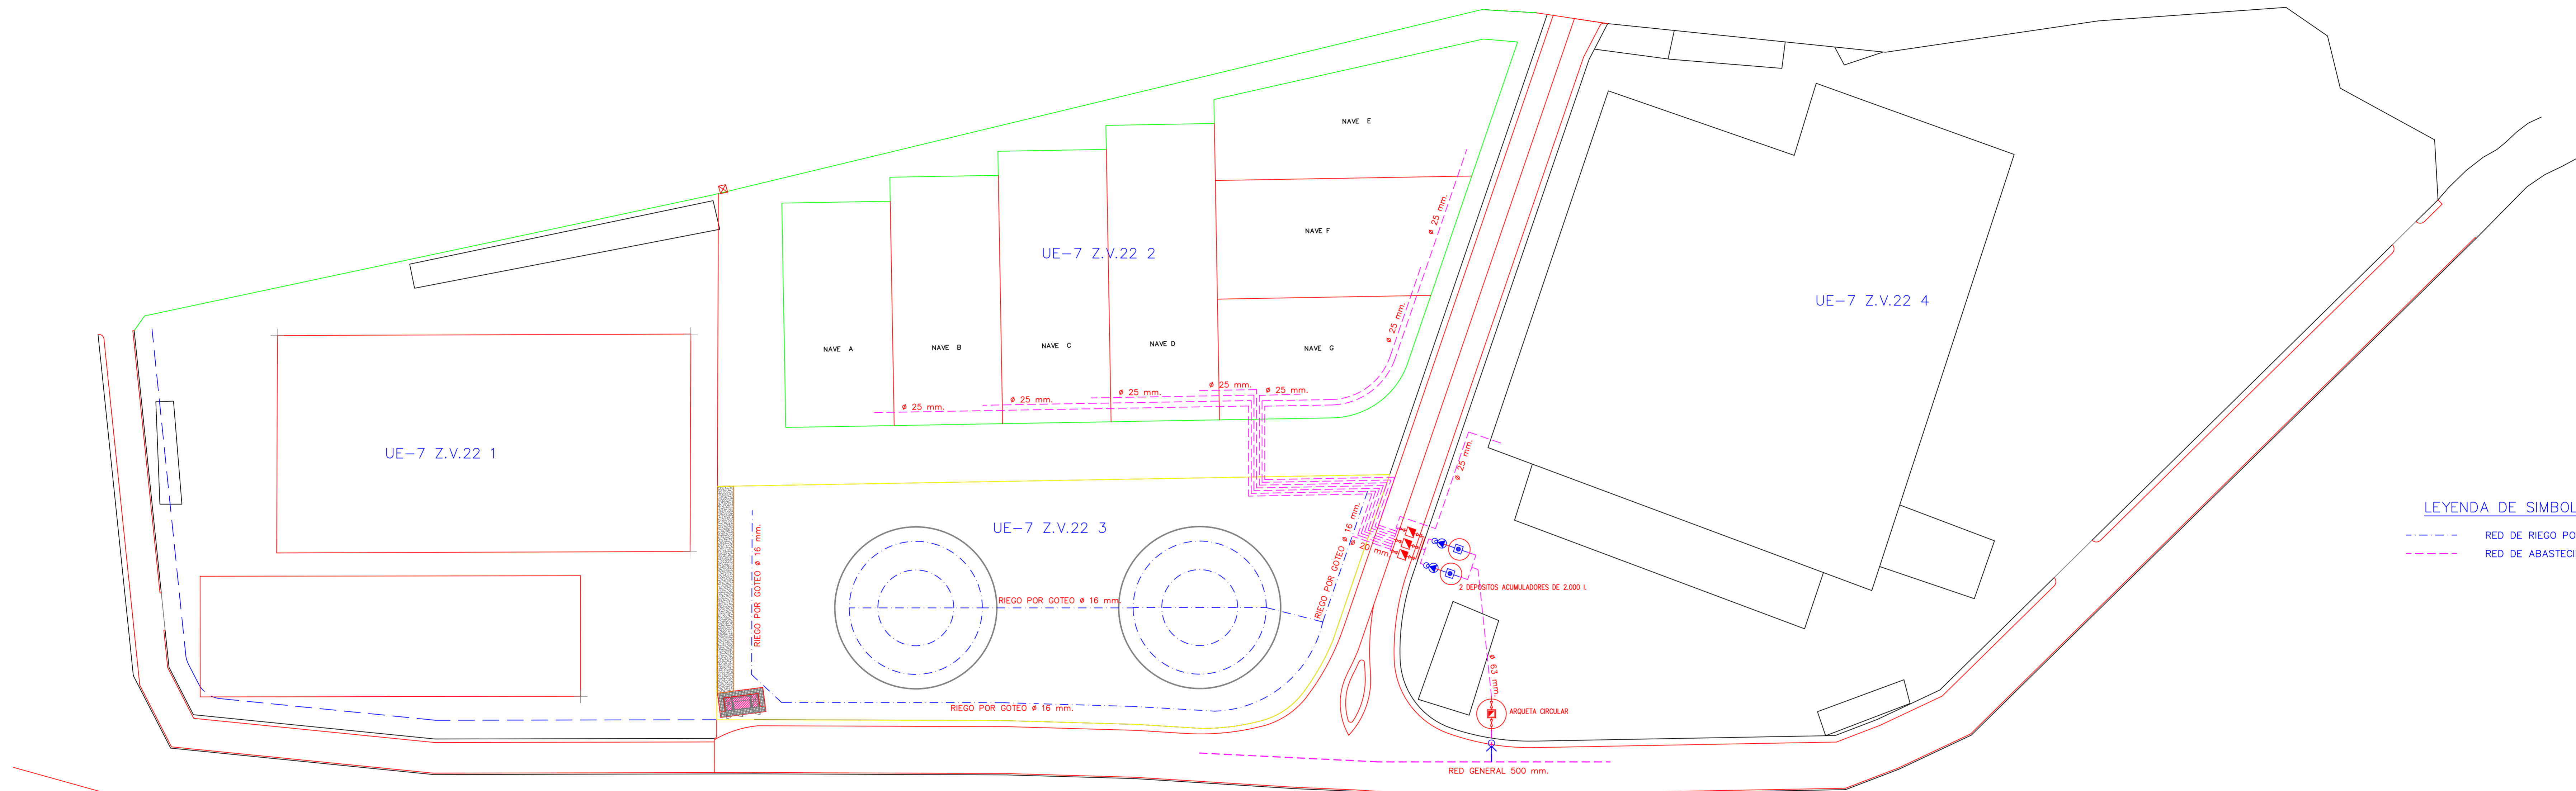 NAVE  E
ø 25 mm.
NAVE F
UE-7 Z.V.22 2
UE-7 Z.V.22 4
ø 25 mm.
NAVE  A
NAVE  B
NAVE  C
NAVE D
NAVE  G
ø 25 mm.
ø 25 mm.
ø 25 mm.
ø 25 mm.
ø 25 mm.
UE-7 Z.V.22 1
ø 25 mm.
LEYENDA DE SIMBOL
RED DE RIEGO PO
RED DE ABASTECI
UE-7 Z.V.22 3
RIEGO POR GOTEO ø 16 mm.
RIEGO POR GOTEO ø 16 mm.
ø 20 mm.
2 DEPOSITOS ACUMULADORES DE 2.000 l.
RIEGO POR GOTEO ø 16 mm.
ø 63 mm.
RIEGO POR GOTEO ø 16 mm.
ARQUETA CIRCULAR
RED GENERAL 500 mm.